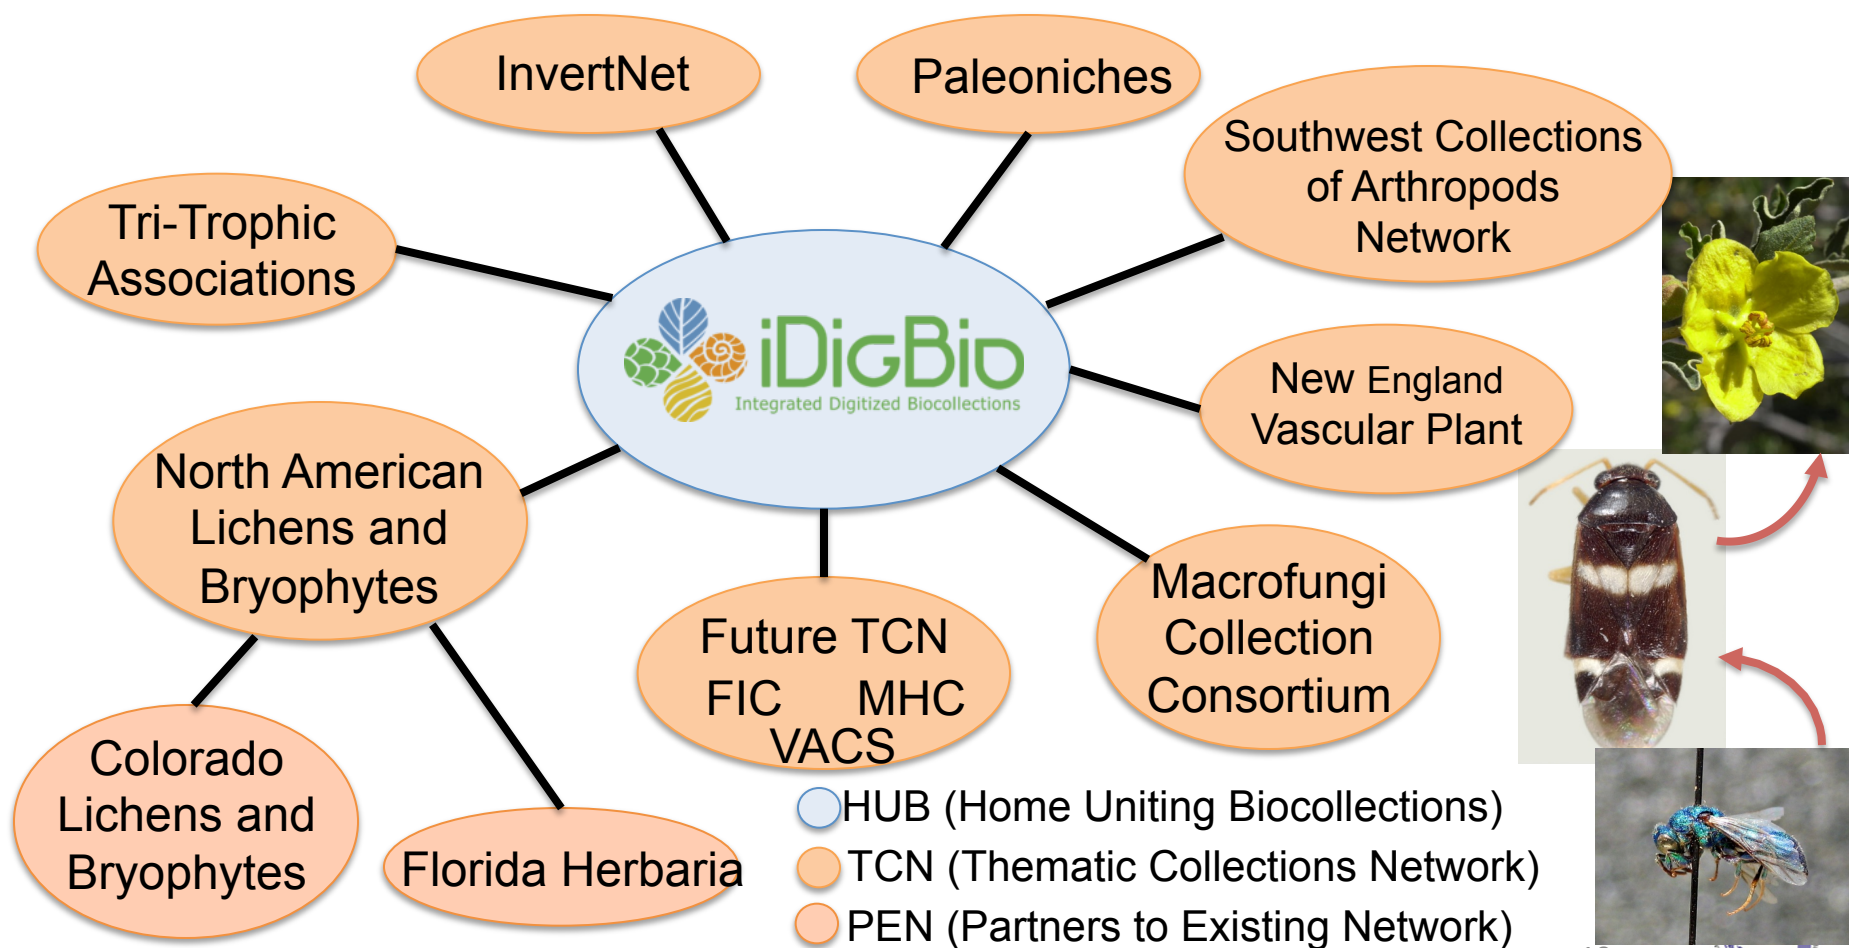 InvertNet
Paleoniches
Southwest Collections
of Arthropods
Network
Tri-Trophic
Associations
iDigBio
Integrated Digitized Biocollections
New England
Vascular Plant
North American
Lichens and
Bryophytes
Macrofungi
Collection
Consortium
Future TCN
FIC MHC
VACS
Colorado
Lichens and
Bryophytes
Florida Herbaria
HUB (Home Uniting Biocollections)
TCN (Thematic Collections Network)
PEN (Partners to Existing Network)